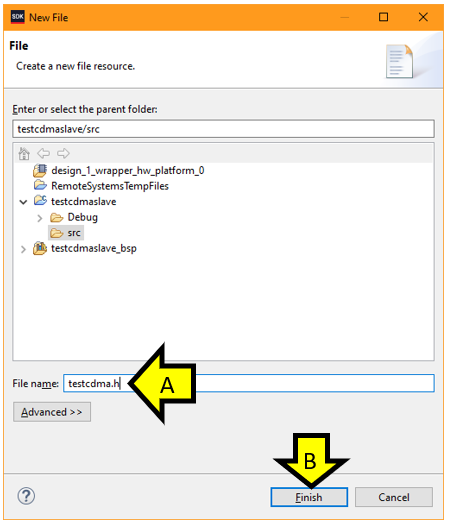 SDK New File
File
Create a new file resource.
Enter or select the parent folder:
testcdmaslave/src
design_1_wrapper_hw_platform_0
RemoteSystemsTempFiles
testcdmaslave
Debug
src
testcdmaslave_bsp
File name: testcdma.h A
Advanced >>
B
? Finish Cancel